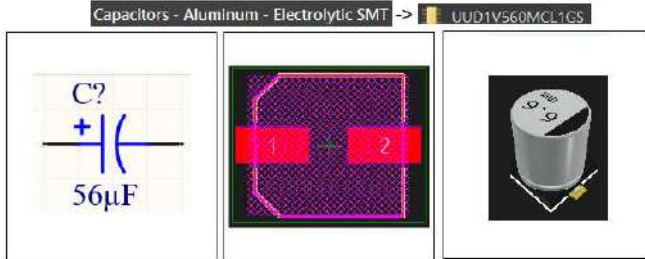 Capacitors - Aluminum - Electrolytic SMT -> UUD1V560MCL1GS
C?
+
56µF
1
2